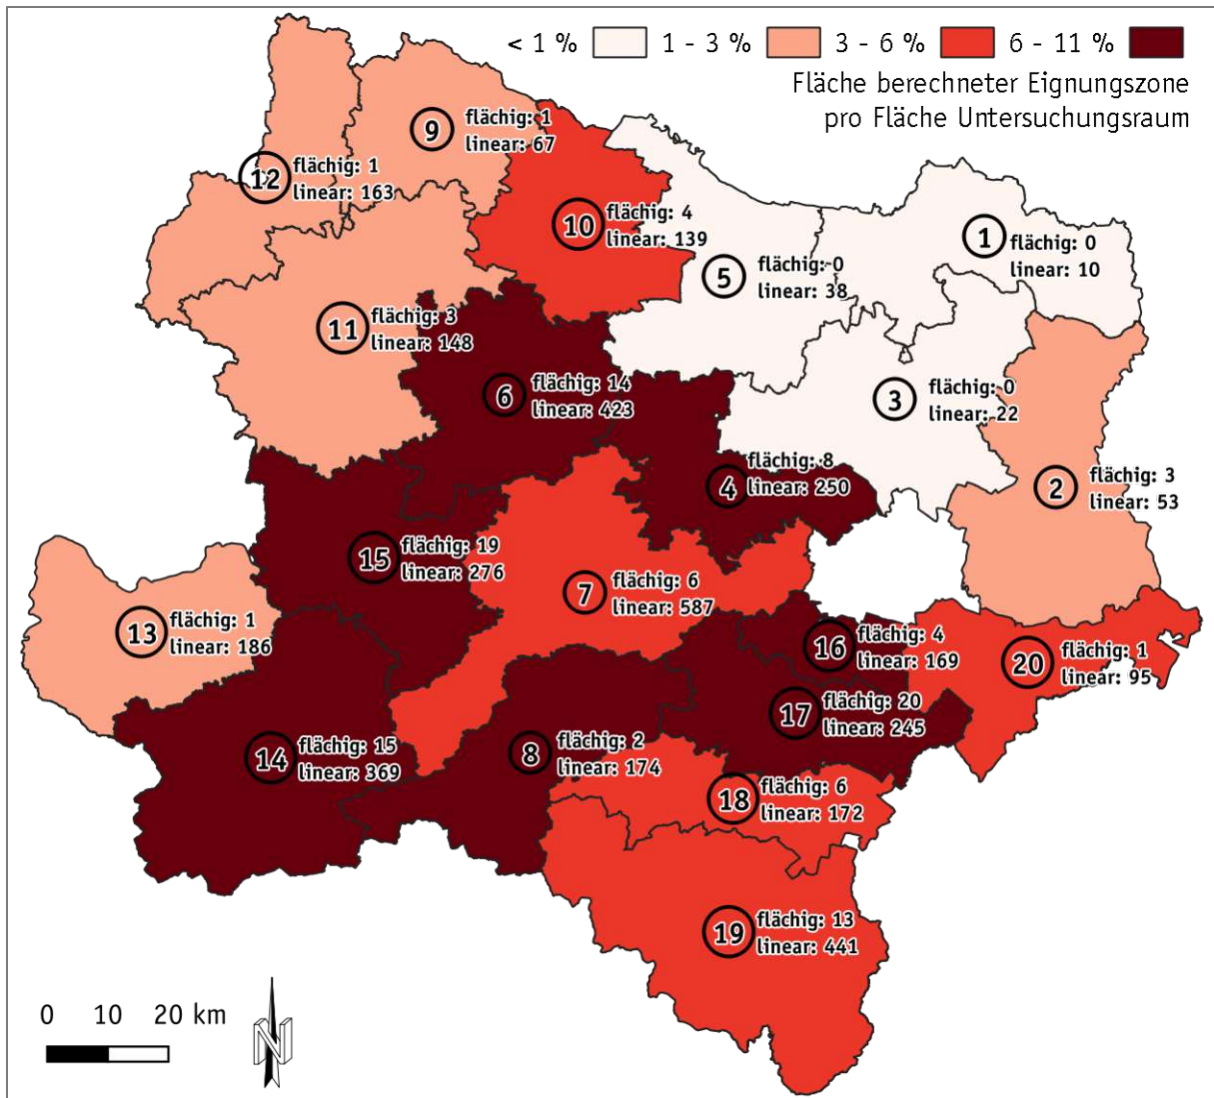 < 1 % 1 - 3 % 3 - 6 % 6 - 11 %
Fläche berechneter Eignungszone
pro Fläche Untersuchungsraum
9 flächig: 1
linear: 67
12 flächig: 1
linear: 163
10 flächig: 4
linear: 139
1 flächig: 0
linear: 10
5 flächig: 0
linear: 38
11 flächig: 3
linear: 148
6 flächig: 14
linear: 423
3 flächig: 0
linear: 22
4 flächig: 8
linear: 250
2 flächig: 3
linear: 53
15 flächig: 19
linear: 276
7 flächig: 6
linear: 587
13 flächig: 1
linear: 186
16 flächig: 4
linear: 169
20 flächig: 1
linear: 95
17 flächig: 20
linear: 245
14 flächig: 15
linear: 369
8 flächig: 2
linear: 174
18 flächig: 6
linear: 172
19 flächig: 13
linear: 441
0 10 20 km
N